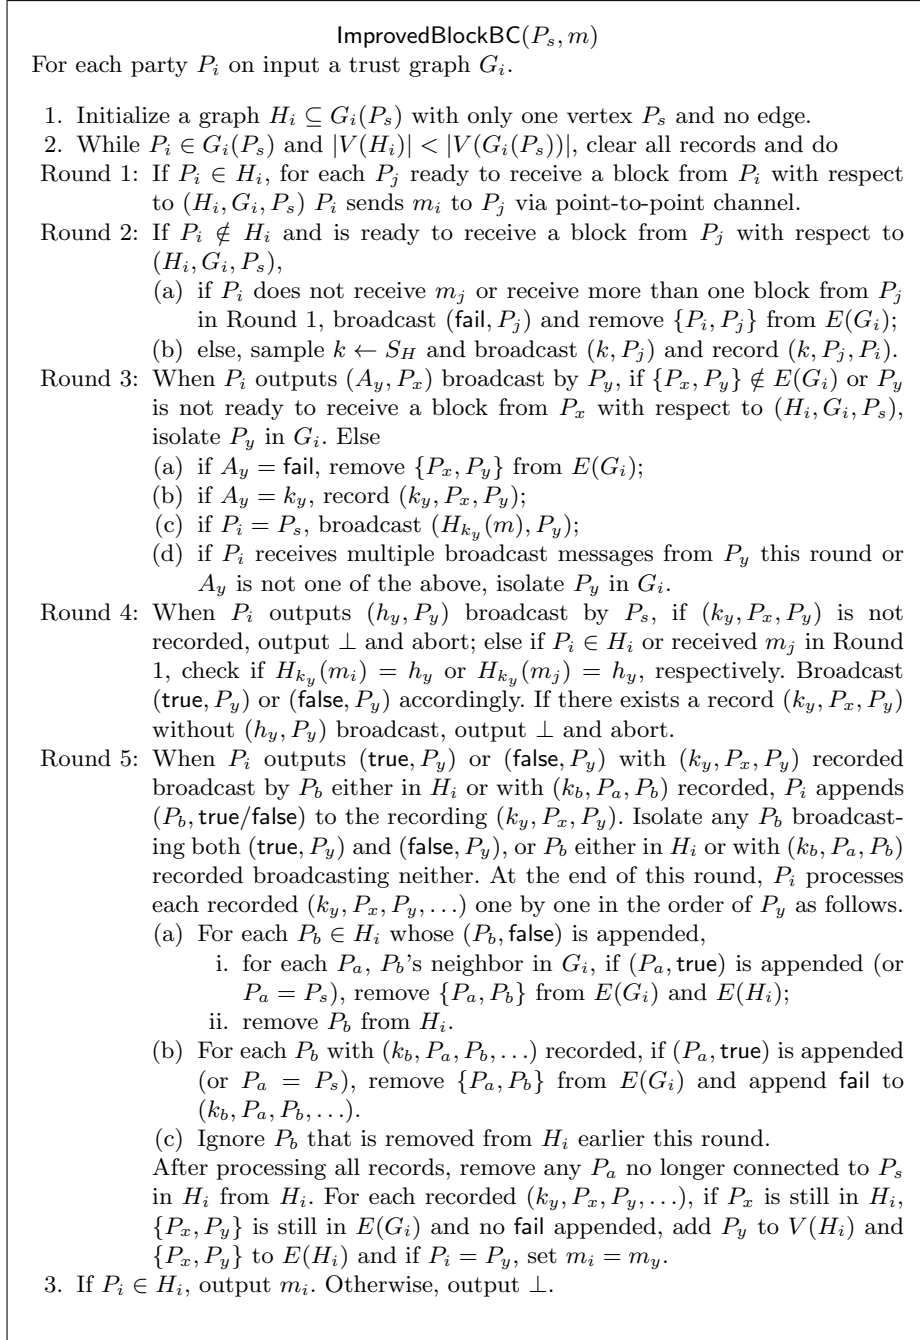 ImprovedBlockBC(P_s, m)
For each party P_i on input a trust graph G_i.
1. Initialize a graph H_i ⊆ G_i(P_s) with only one vertex P_s and no edge.
2. While P_i ∈ G_i(P_s) and |V(H_i)| < |V(G_i(P_s))|, clear all records and do
Round 1: If P_i ∈ H_i, for each P_j ready to receive a block from P_i with respect
to (H_i, G_i, P_s) P_i sends m_i to P_j via point-to-point channel.
Round 2: If P_i ∉ H_i and is ready to receive a block from P_j with respect to
(H_i, G_i, P_s),
(a) if P_i does not receive m_j or receive more than one block from P_j
in Round 1, broadcast (fail, P_j) and remove {P_i, P_j} from E(G_i);
(b) else, sample k ← S_H and broadcast (k, P_j) and record (k, P_j, P_i).
Round 3: When P_i outputs (A_y, P_x) broadcast by P_y, if {P_x, P_y} ∉ E(G_i) or P_y
is not ready to receive a block from P_x with respect to (H_i, G_i, P_s),
isolate P_y in G_i. Else
(a) if A_y = fail, remove {P_x, P_y} from E(G_i);
(b) if A_y = k_y, record (k_y, P_x, P_y);
(c) if P_i = P_s, broadcast (H_{k_y}(m), P_y);
(d) if P_i receives multiple broadcast messages from P_y this round or
A_y is not one of the above, isolate P_y in G_i.
Round 4: When P_i outputs (h_y, P_y) broadcast by P_s, if (k_y, P_x, P_y) is not
recorded, output ⊥ and abort; else if P_i ∈ H_i or received m_j in Round
1, check if H_{k_y}(m_i) = h_y or H_{k_y}(m_j) = h_y, respectively. Broadcast
(true, P_y) or (false, P_y) accordingly. If there exists a record (k_y, P_x, P_y)
without (h_y, P_y) broadcast, output ⊥ and abort.
Round 5: When P_i outputs (true, P_y) or (false, P_y) with (k_y, P_x, P_y) recorded
broadcast by P_b either in H_i or with (k_b, P_a, P_b) recorded, P_i appends
(P_b, true/false) to the recording (k_y, P_x, P_y). Isolate any P_b broadcast-
ing both (true, P_y) and (false, P_y), or P_b either in H_i or with (k_b, P_a, P_b)
recorded broadcasting neither. At the end of this round, P_i processes
each recorded (k_y, P_x, P_y, ...) one by one in the order of P_y as follows.
(a) For each P_b ∈ H_i whose (P_b, false) is appended,
i. for each P_a, P_b's neighbor in G_i, if (P_a, true) is appended (or
P_a = P_s), remove {P_a, P_b} from E(G_i) and E(H_i);
ii. remove P_b from H_i.
(b) For each P_b with (k_b, P_a, P_b, ...) recorded, if (P_a, true) is appended
(or P_a = P_s), remove {P_a, P_b} from E(G_i) and append fail to
(k_b, P_a, P_b, ...).
(c) Ignore P_b that is removed from H_i earlier this round.
After processing all records, remove any P_a no longer connected to P_s
in H_i from H_i. For each recorded (k_y, P_x, P_y, ...), if P_x is still in H_i,
{P_x, P_y} is still in E(G_i) and no fail appended, add P_y to V(H_i) and
{P_x, P_y} to E(H_i) and if P_i = P_y, set m_i = m_y.
3. If P_i ∈ H_i, output m_i. Otherwise, output ⊥.